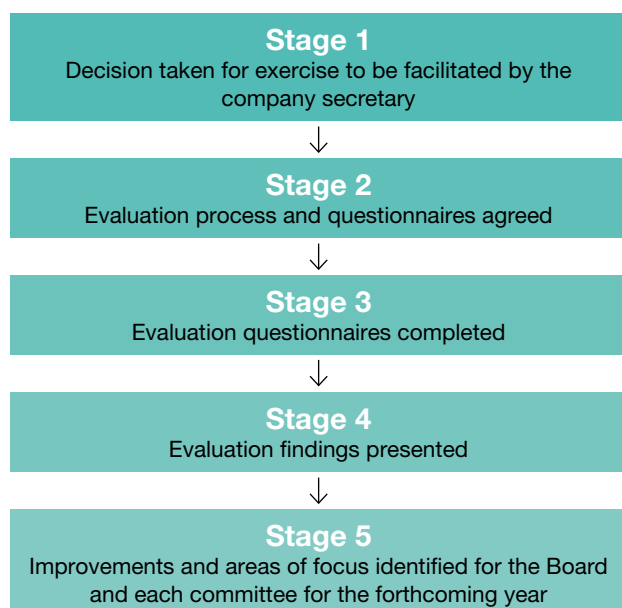 Stage 1
Decision taken for exercise to be facilitated by the
company secretary
Stage 2
Evaluation process and questionnaires agreed
Stage 3
Evaluation questionnaires completed
Stage 4
Evaluation findings presented
Stage 5
Improvements and areas of focus identified for the Board
and each committee for the forthcoming year